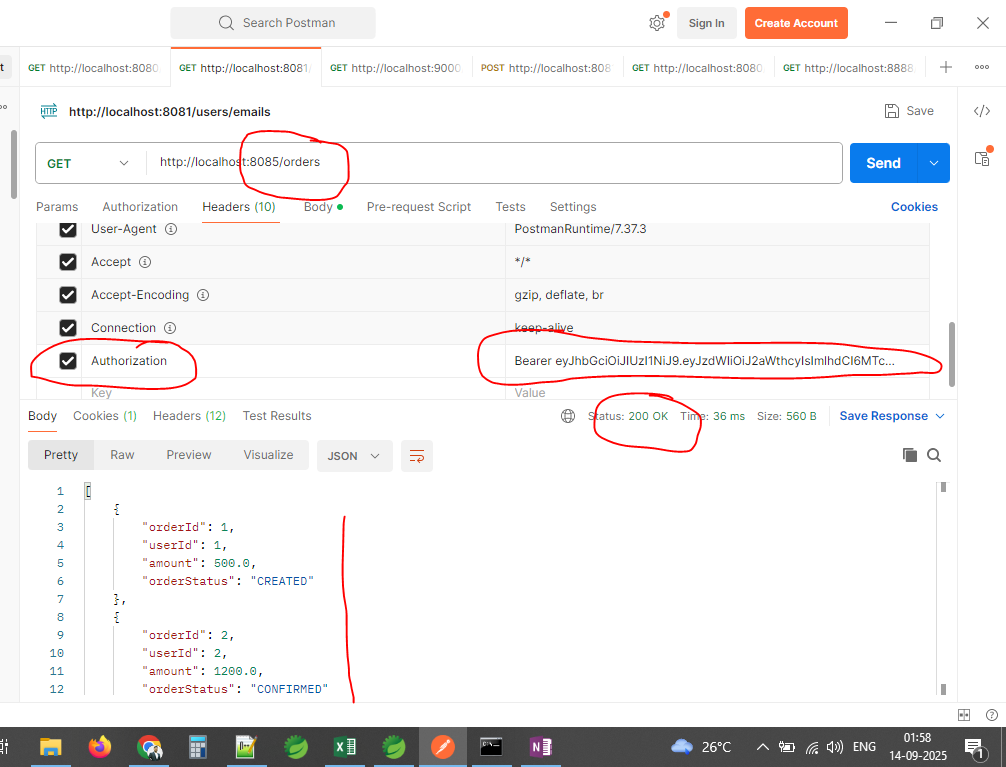 Search Postman
Sign In
Create Account
t
GET http://localhost:8080
GET http://localhost:8081/
GET http://localhost:9000
POST http://localhost:808
GET http://localhost:8080
GET http://localhost:8888
HTTP http://localhost:8081/users/emails
Save
GET
http://localhost:8085/orders
Send
Params
Authorization
Headers (10)
Body
Pre-request Script
Tests
Settings
Cookies
User-Agent
PostmanRuntime/7.37.3
Accept
*/*
Accept-Encoding
gzip, deflate, br
Connection
keep-alive
Authorization
Bearer eyJhbGciOiJIUzI1NiJ9.eyJzdWIiOiJ2aWthcyIsImlhdCI6MTc...
Key
Value
Body
Cookies (1)
Headers (12)
Test Results
Status: 200 OK
Time: 36 ms
Size: 560 B
Save Response
Pretty
Raw
Preview
Visualize
JSON
1 [
2 {
3 "orderId": 1,
4 "userId": 1,
5 "amount": 500.0,
6 "orderStatus": "CREATED"
7 },
8 {
9 "orderId": 2,
10 "userId": 2,
11 "amount": 1200.0,
12 "orderStatus": "CONFIRMED"
26°C
ENG
01:58
14-09-2025
1